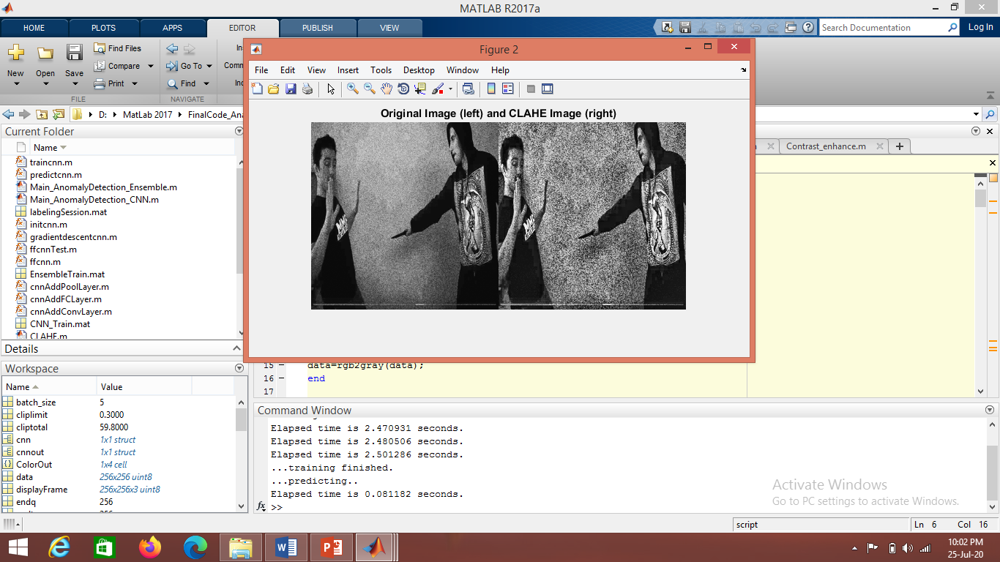 MATLAB R2017a
HOME PLOTS APPS EDITOR PUBLISH VIEW
Search Documentation
Log In
New Open Save
Find Files
Compare
Print
Go To
Find
FILE NAVIGATE
D: MatLab 2017 FinalCode_Ana
Figure 2
File Edit View Insert Tools Desktop Window Help
Original Image (left) and CLAHE Image (right)
Contrast_enhance.m
Current Folder
Name
traincnn.m
predictcnn.m
Main_AnomalyDetection_Ensemble.m
Main_AnomalyDetection_CNN.m
labelingSession.mat
initcnn.m
gradientdescentcnn.m
ffcnnTest.m
ffcnn.m
EnsembleTrain.mat
cnnAddPoolLayer.m
cnnAddFCLayer.m
cnnAddConvLayer.m
CNN_Train.mat
CLAHE.m
Details
Workspace
Name Value
batch_size 5
cliplimit 0.3000
cliptotal 59.8000
cnn 1x1 struct
cnnout 1x1 struct
ColorOut 1x4 cell
data 256x256 uint8
displayFrame 256x256x3 uint8
endq 256
15 data=rgb2gray(data);
16 end
17
Command Window
Elapsed time is 2.470931 seconds.
Elapsed time is 2.480506 seconds.
Elapsed time is 2.501286 seconds.
...training finished.
...predicting..
Elapsed time is 0.081182 seconds.
fx >>
Activate Windows
Go to PC settings to activate Windows.
script Ln 6 Col 16
10:02 PM
25-Jul-20